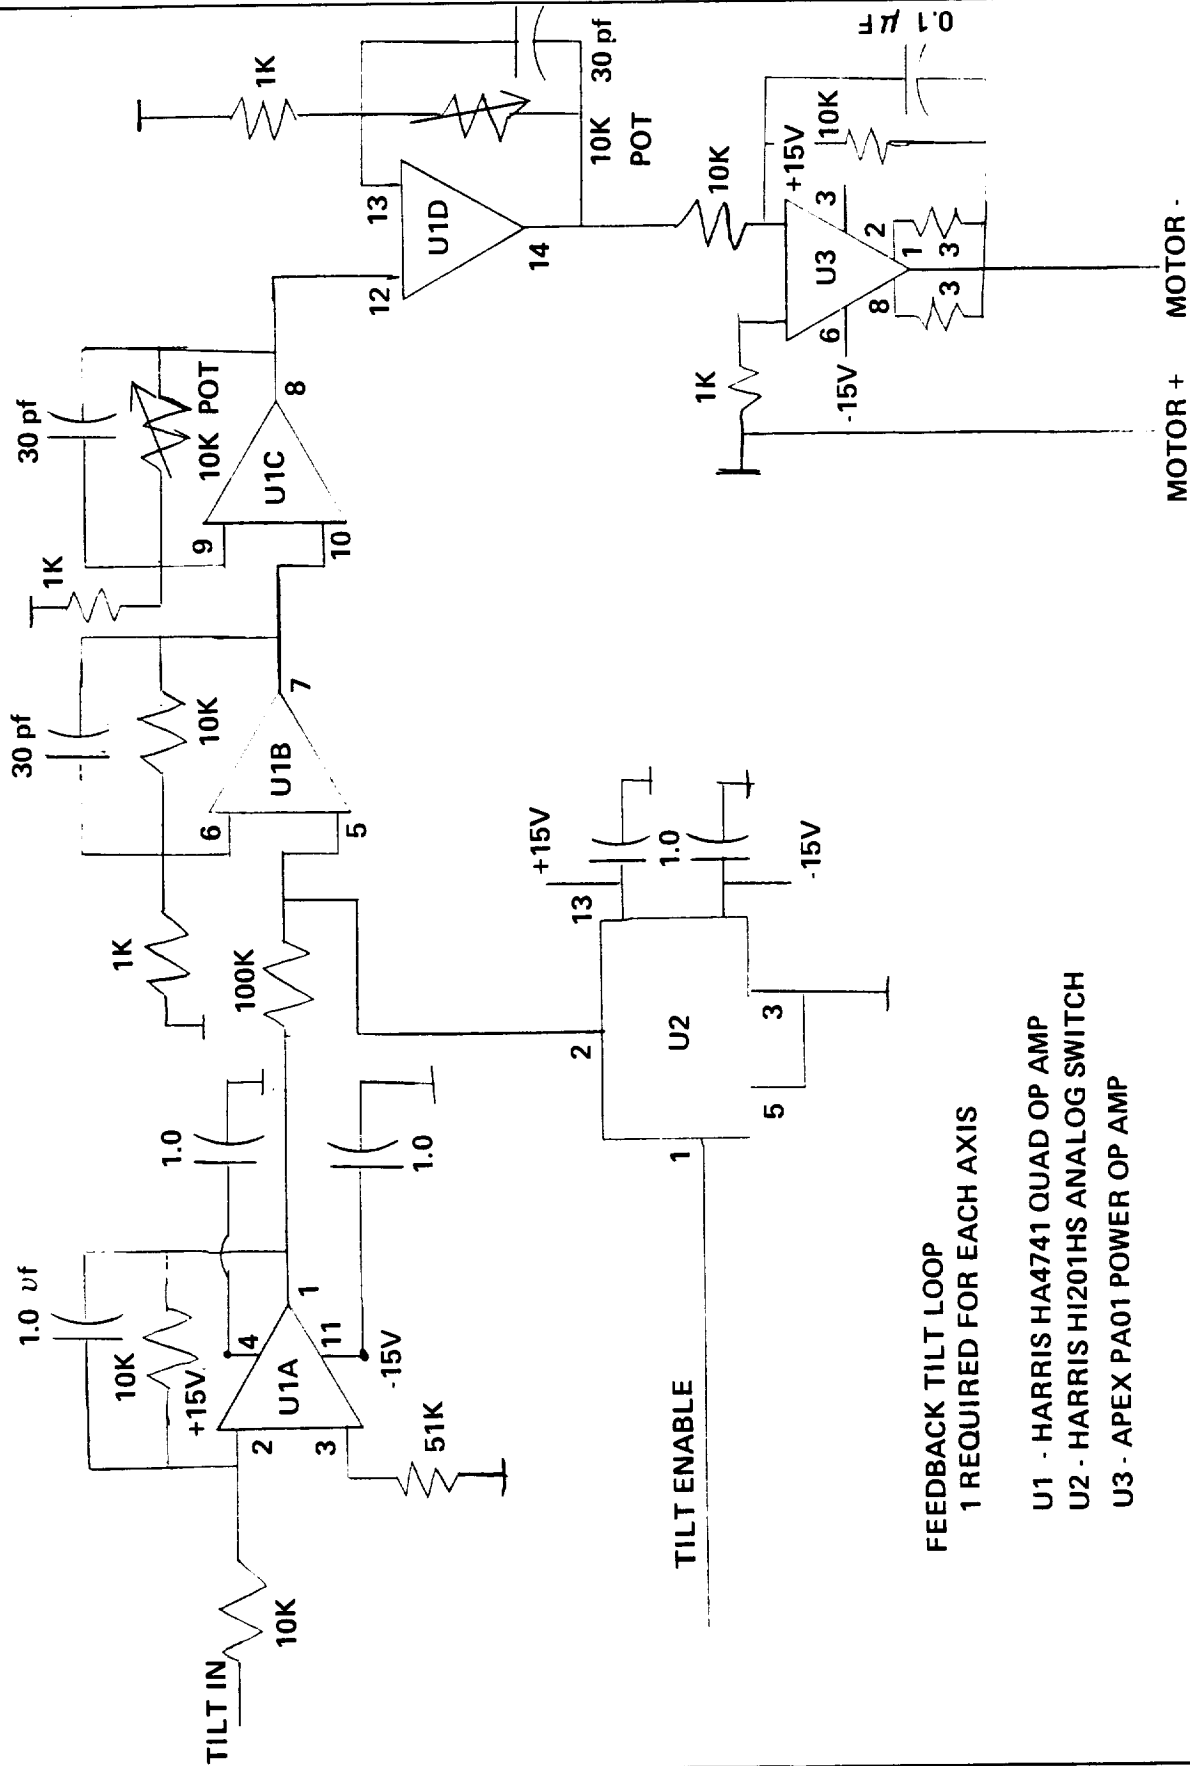 TILT IN
10K
1.0 υf
10K
+15V
2
3
U1A
4
11
1
-15V
51K
1.0
1.0
100K
1K
30 pf
10K
6
5
U1B
7
1K
30 pf
10K POT
9
10
U1C
8
12
13
U1D
14
1K
30 pf
10K
POT
10K
1K
+15V
10K
0.1 µF
U3
3
6
-15V
2
1
8
3
3
MOTOR +
MOTOR -
TILT ENABLE
1
2
U2
13
+15V
1.0
-15V
5
3
FEEDBACK TILT LOOP
1 REQUIRED FOR EACH AXIS
U1 - HARRIS HA4741 QUAD OP AMP
U2 - HARRIS HI201HS ANALOG SWITCH
U3 - APEX PA01 POWER OP AMP